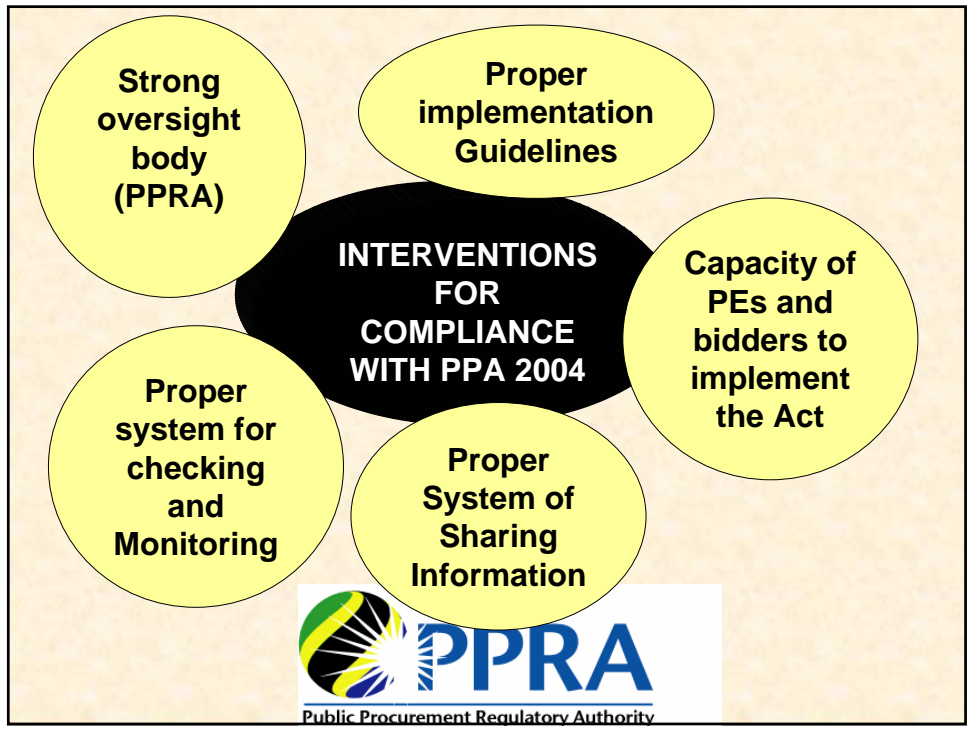 Strong
oversight
body
(PPRA)
Proper
implementation
Guidelines
INTERVENTIONS
FOR
COMPLIANCE
WITH PPA 2004
Capacity of
PEs and
bidders to
implement
the Act
Proper
system for
checking
and
Monitoring
Proper
System of
Sharing
Information
PPRA
Public Procurement Regulatory Authority